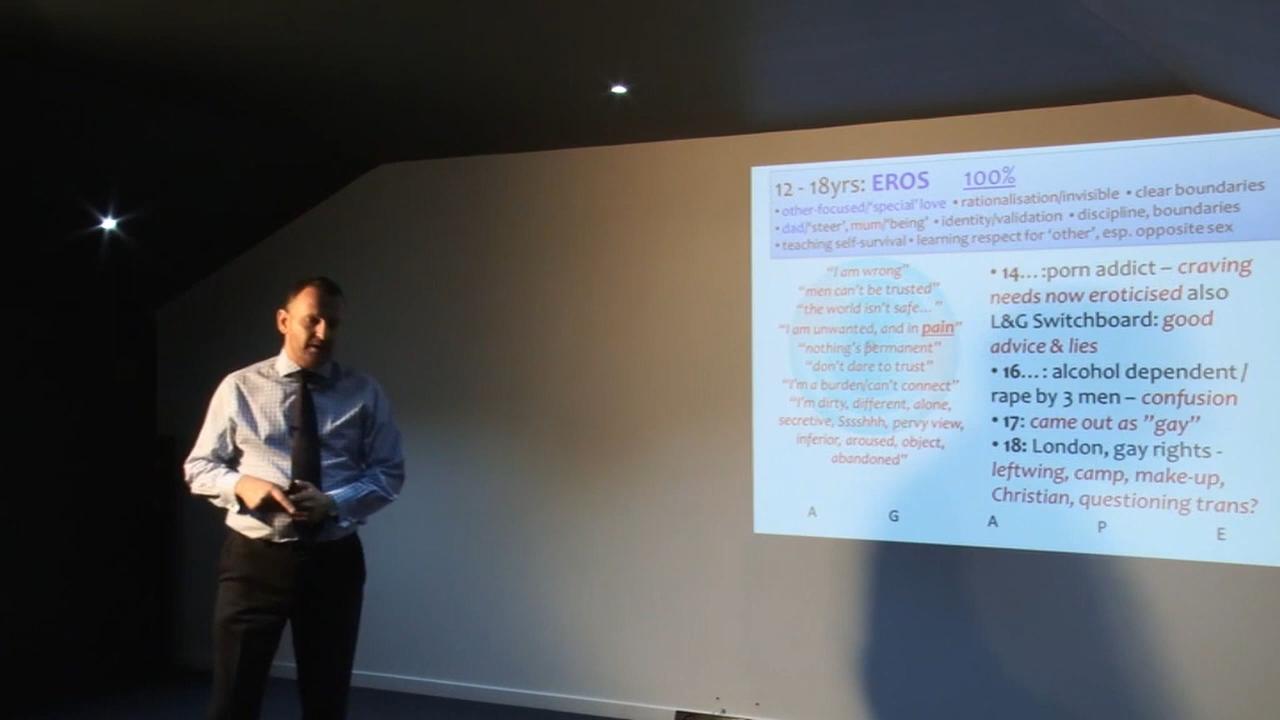 12 - 18yrs: EROS 100%
• other-focused/'special' love • rationalisation/invisible • clear boundaries
• dad/'steer', mum/'being' • identity/validation • discipline, boundaries
• teaching self-survival • learning respect for 'other', esp. opposite sex
"I am wrong"
"men can't be trusted"
"the world isn't safe... "
"I am unwanted, and in pain"
"nothing's permanent"
"don't dare to trust"
"I'm a burden/can't connect"
"I'm dirty, different, alone,
secretive, Sssshhh, pervy view,
inferior, aroused, object,
abandoned"
• 14... :porn addict – craving
needs now eroticised also
L&G Switchboard: good
advice & lies
• 16... : alcohol dependent /
rape by 3 men – confusion
• 17: came out as "gay"
• 18: London, gay rights -
leftwing, camp, make-up,
Christian, questioning trans?
A G A P E